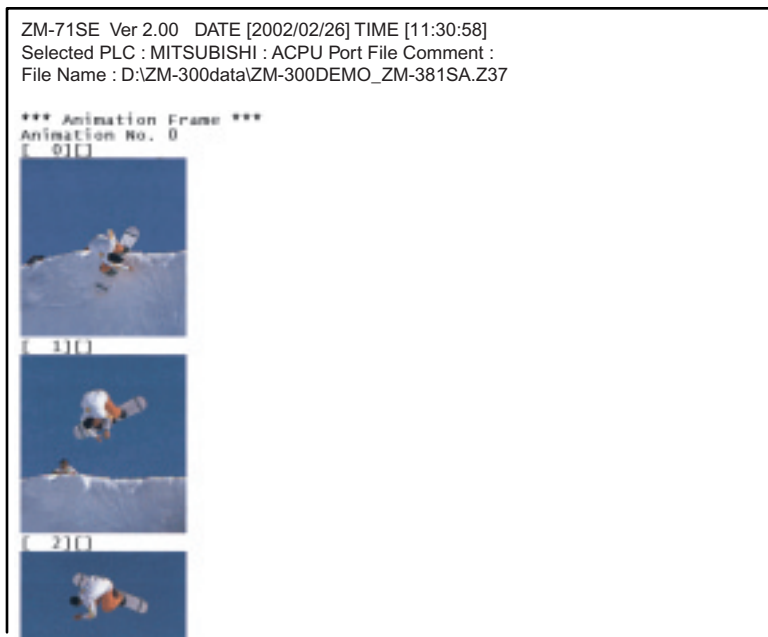 ZM-71SE Ver 2.00 DATE [2002/02/26] TIME [11:30:58]
Selected PLC : MITSUBISHI : ACPU Port File Comment :
File Name : D:\ZM-300data\ZM-300DEMO_ZM-381SA.Z37
*** Animation Frame ***
Animation No. 0
[ 0][]
[ 1][]
[ 2][]